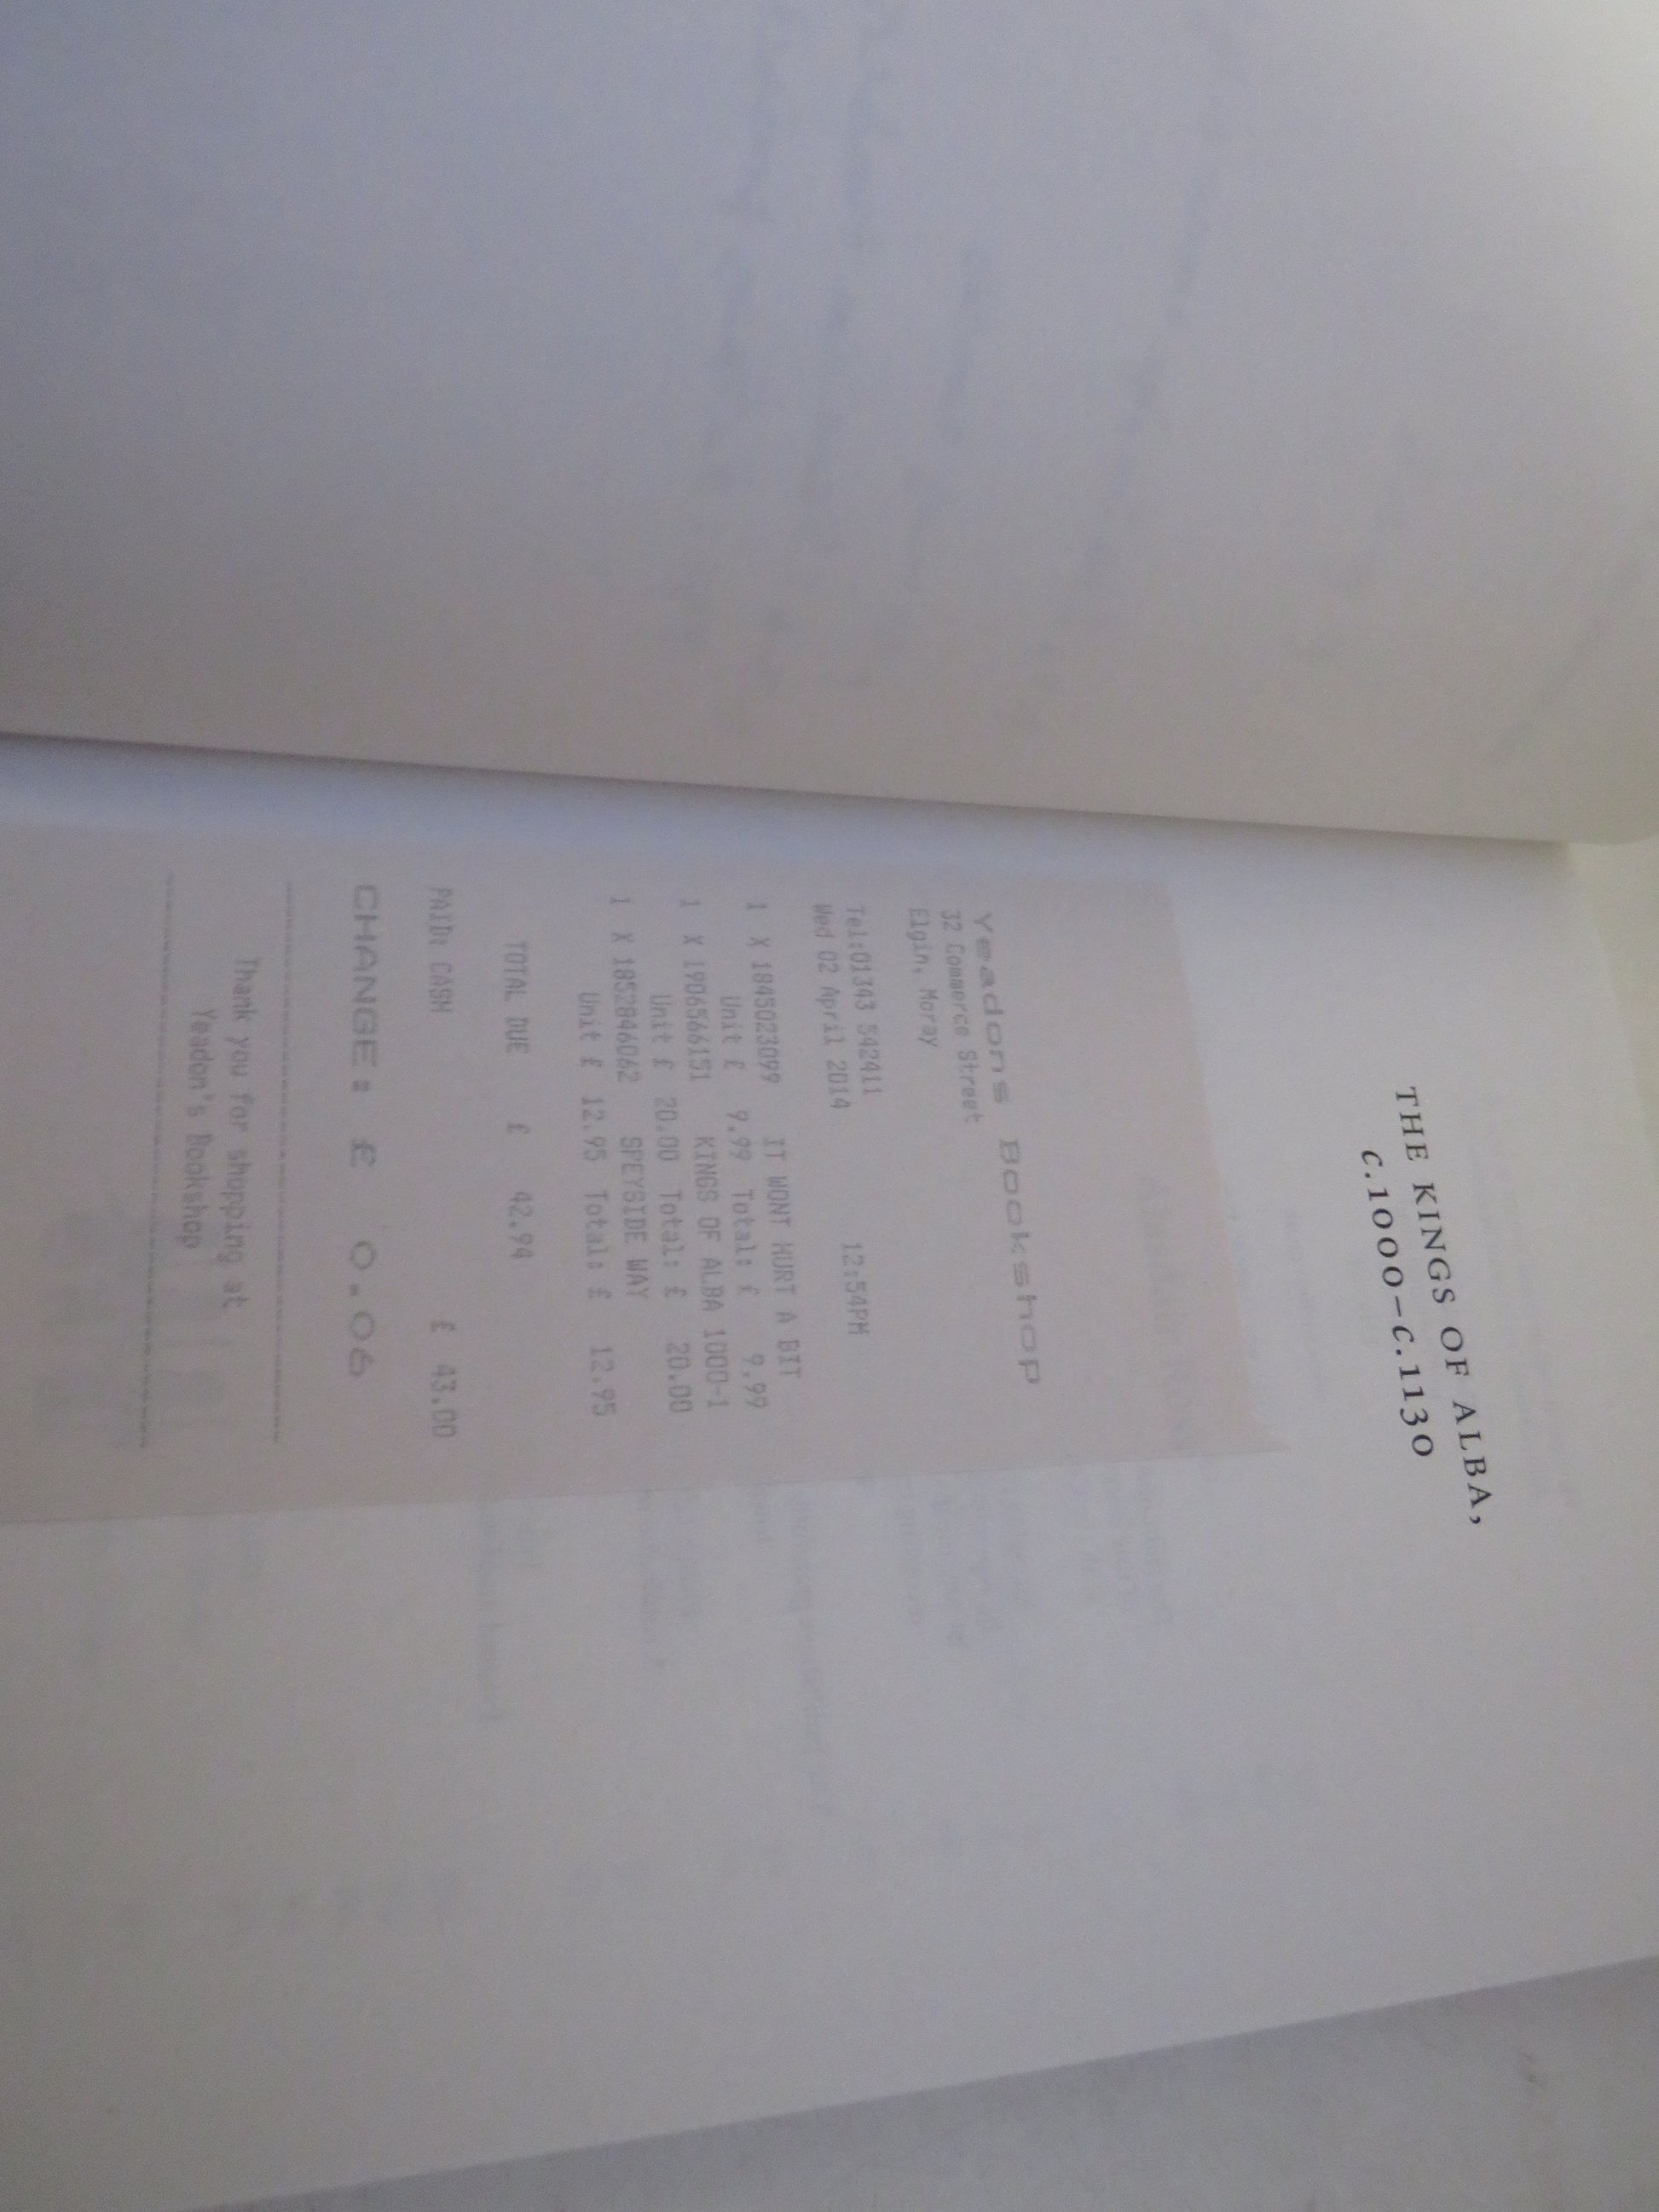 THE KINGS OF ALBA,
c.1000–c.1130
Yeadons Bookshop
32 Commerce Street
Elgin, Moray
Tel:01343 542411
Wed 02 April 2014 12:54PM
1 X 1845023099 IT WONT HURT A BIT
Unit £ 9.99 Total: £ 9.99
1 X 1906566151 KINGS OF ALBA 1000-1
Unit £ 20.00 Total: £ 20.00
1 X 1852846062 SPEYSIDE WAY
Unit £ 12.95 Total: £ 12.95
TOTAL DUE £ 42.94
PAID: CASH £ 43.00
CHANGE: £ 0.06
Thank you for shopping at
Yeadon's Bookshop